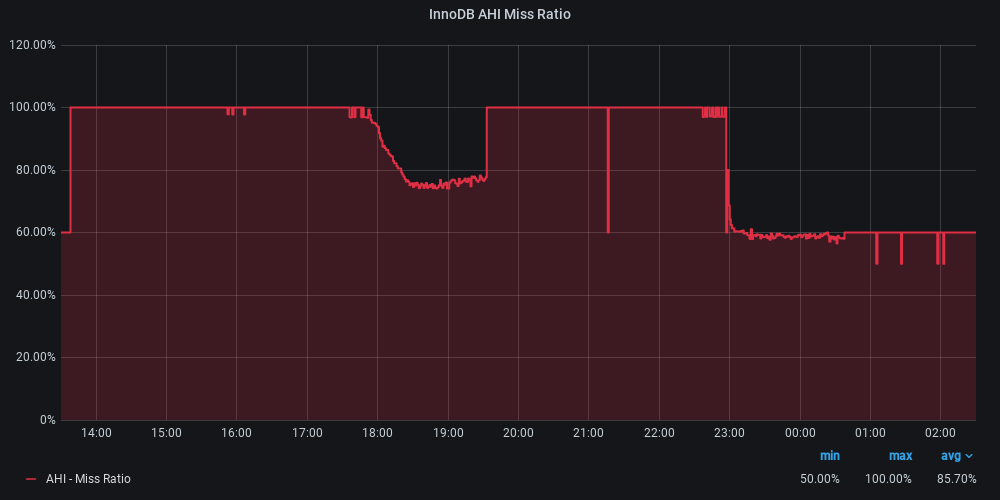 InnoDB AHI Miss Ratio
120.00%
100.00%
80.00%
60.00%
40.00%
20.00%
0%
14:00 15:00 16:00 17:00 18:00 19:00 20:00 21:00 22:00 23:00 00:00 01:00 02:00
min max avg
AHI - Miss Ratio 50.00% 100.00% 85.70%